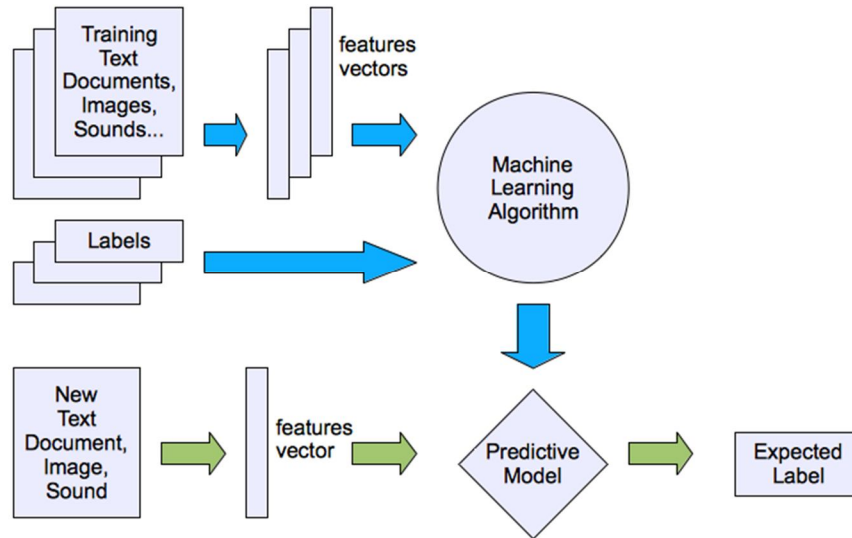 Training
Text
Documents,
Images,
Sounds...
features
vectors
Machine
Learning
Algorithm
Labels
New
Text
Document,
Image,
Sound
features
vector
Predictive
Model
Expected
Label